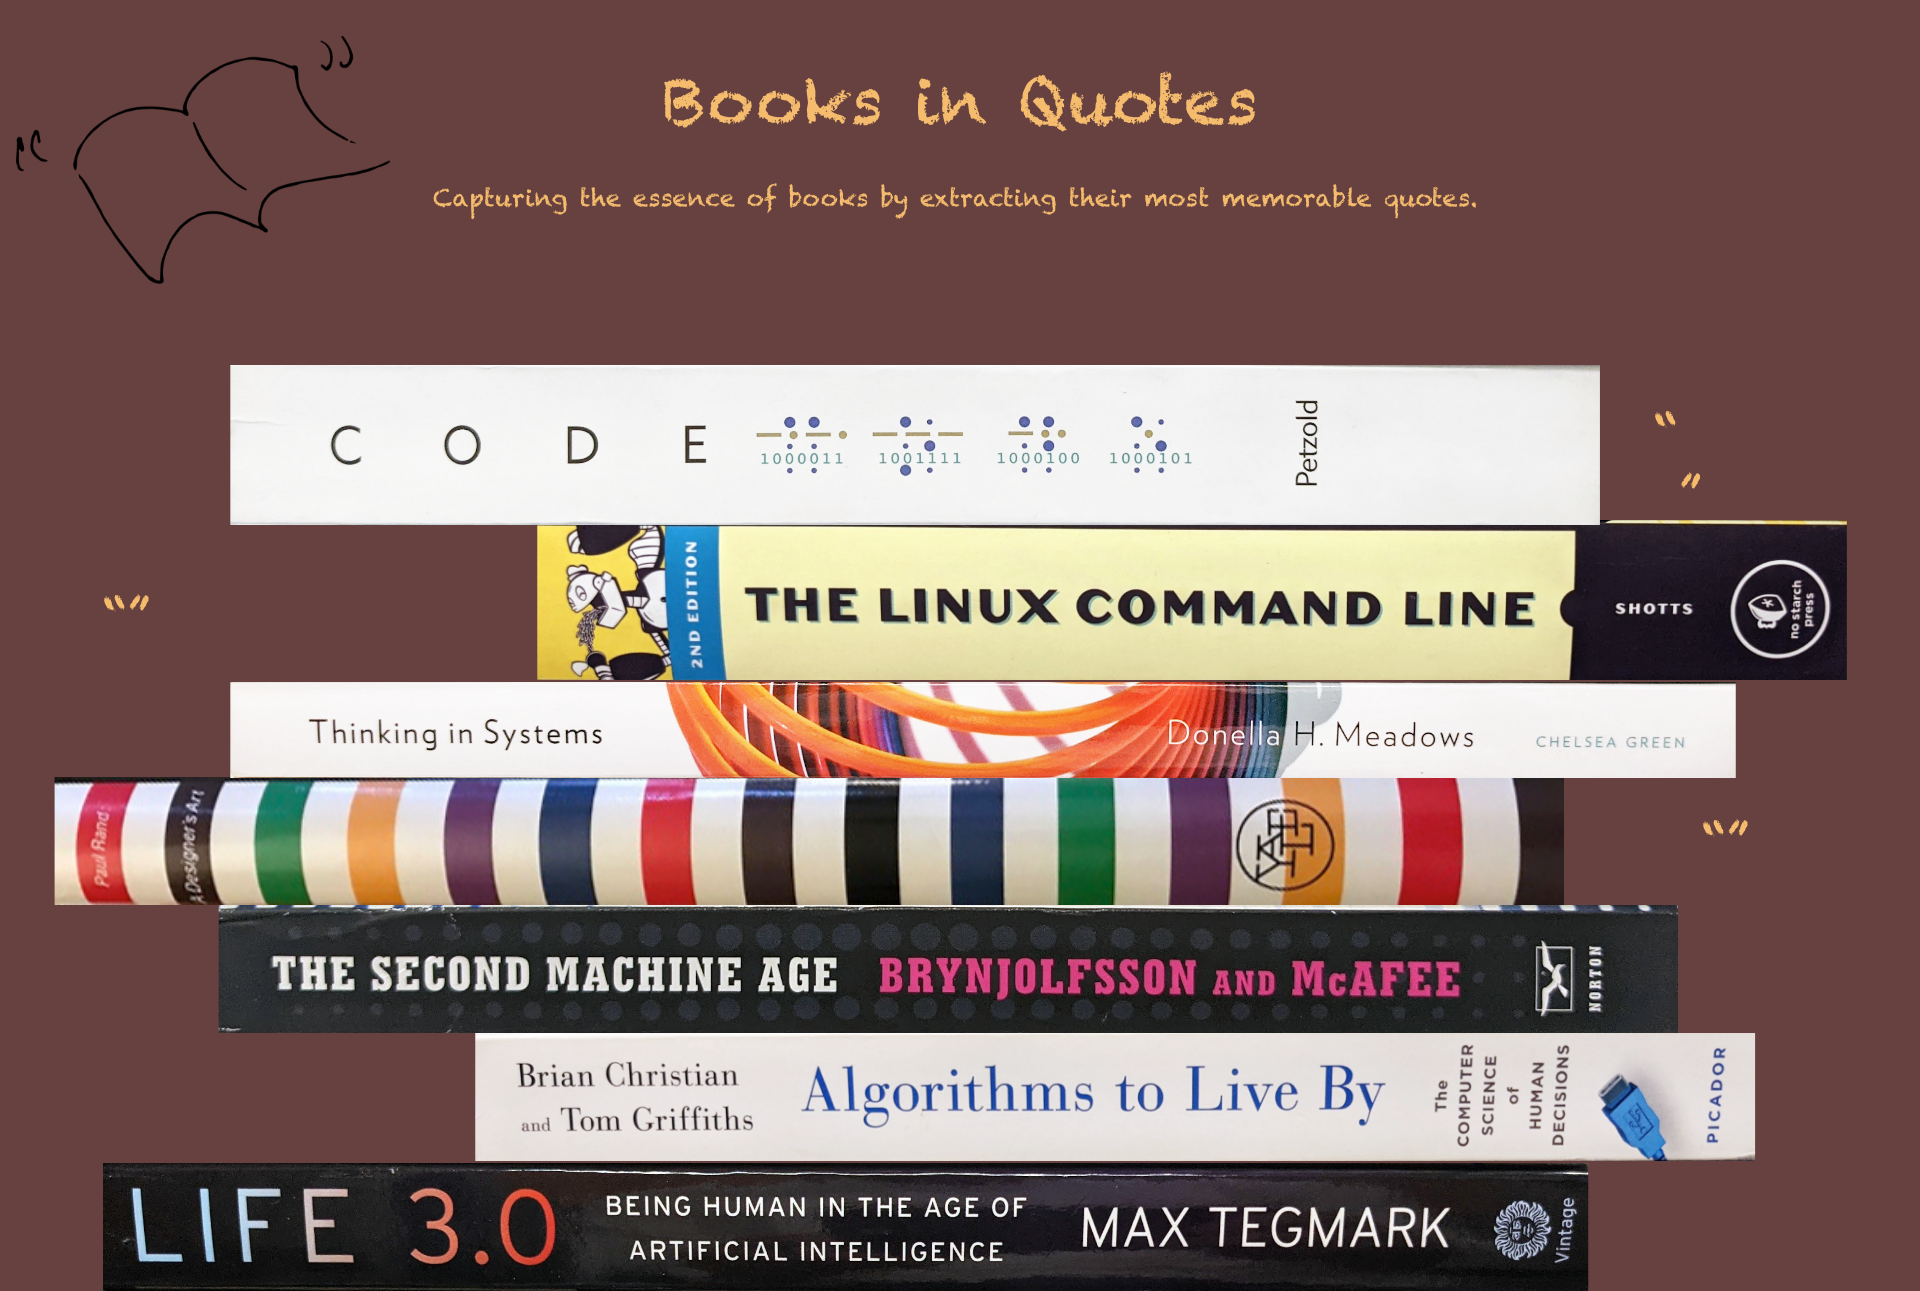 Books in Quotes
Capturing the essence of books by extracting their most memorable quotes.
C O D E
1000011 1001111 1000100 1000101
Petzold
2ND EDITION
THE LINUX COMMAND LINE
SHOTTS
no starch
press
Thinking in Systems
Donella H. Meadows
CHELSEA GREEN
Paul Rand
A Designer's Art
YALE
THE SECOND MACHINE AGE BRYNJOLFSSON AND McAFEE
NORTON
Brian Christian
and Tom Griffiths
Algorithms to Live By
The
COMPUTER
SCIENCE
of
HUMAN
DECISIONS
PICADOR
LIFE 3.0
BEING HUMAN IN THE AGE OF
ARTIFICIAL INTELLIGENCE
MAX TEGMARK
Vintage